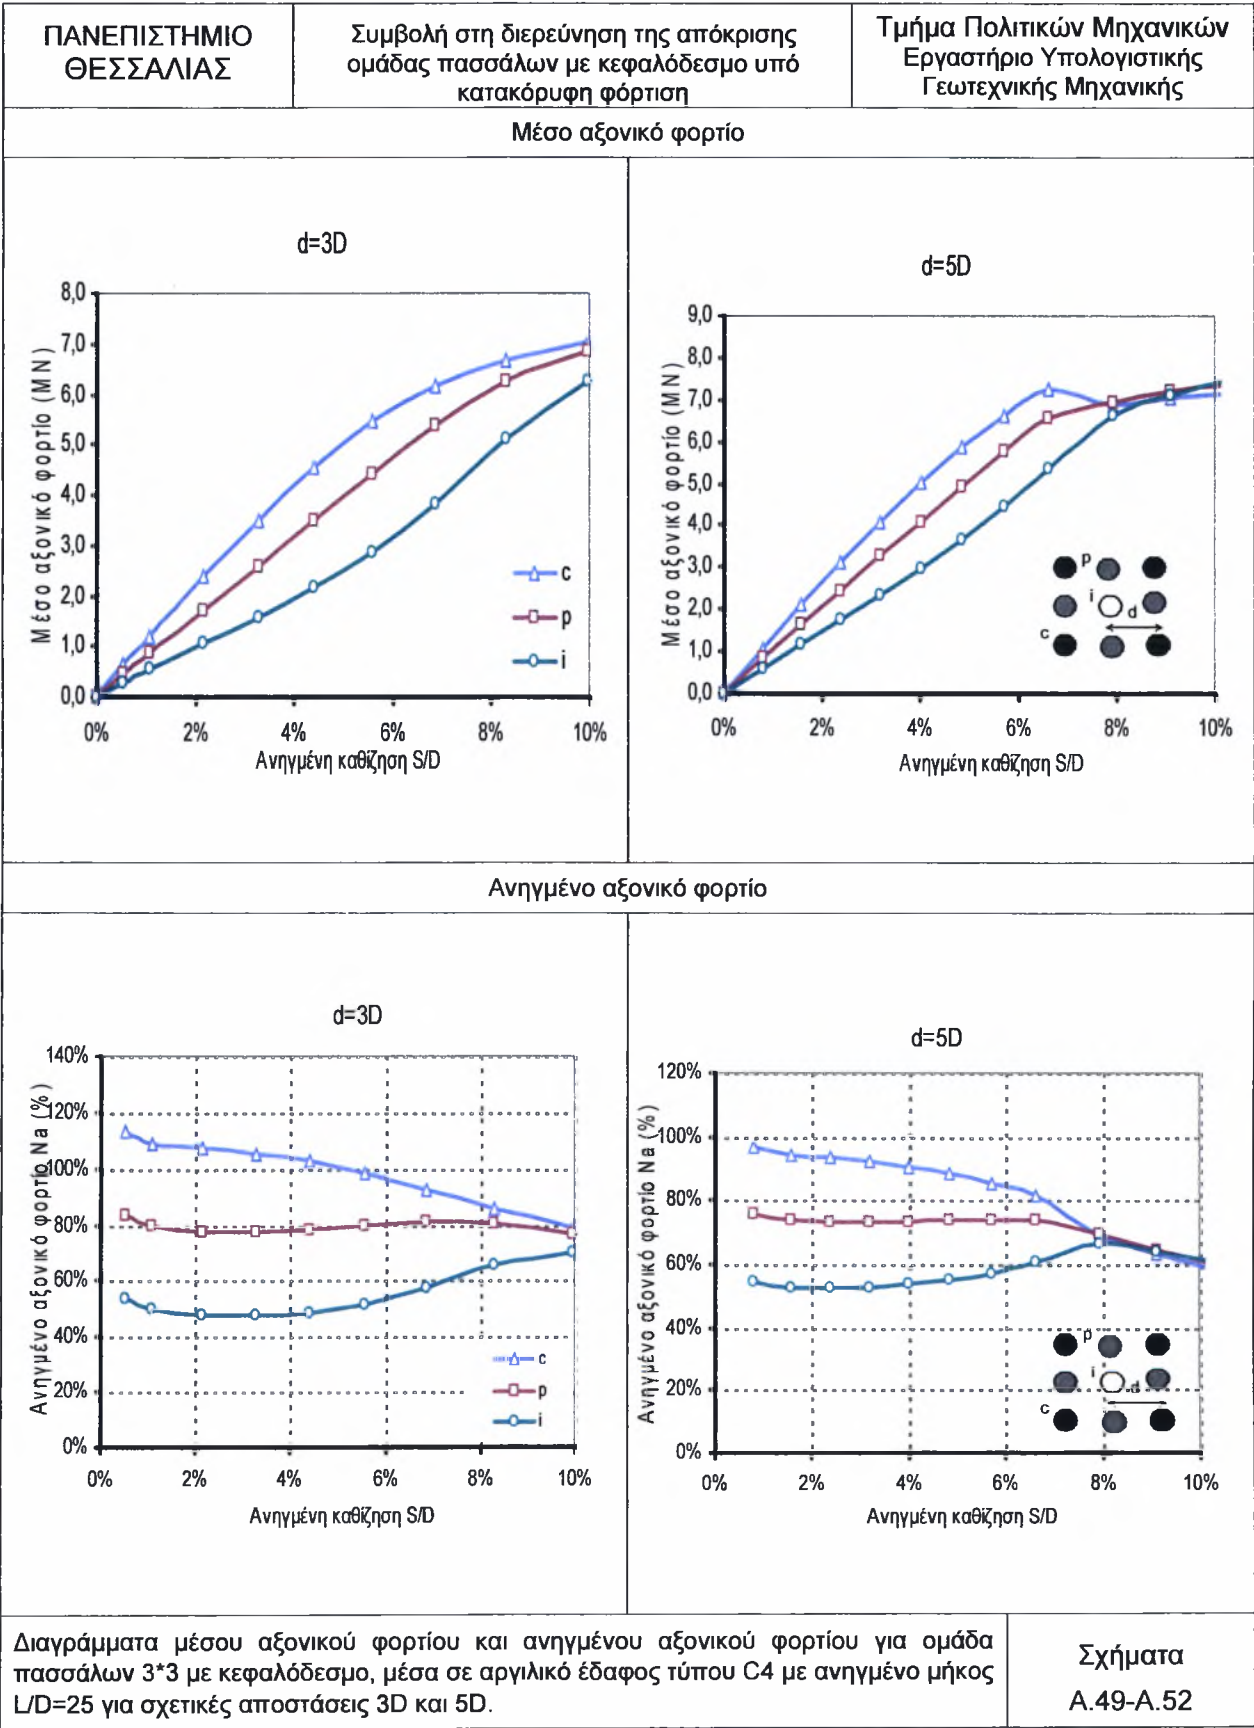 ΠΑΝΕΠΙΣΤΗΜΙΟ
ΘΕΣΣΑΛΙΑΣ
Συμβολή στη διερεύνηση της απόκρισης
ομάδας πασσάλων με κεφαλόδεσμο υπό
κατακόρυφη φόρτιση
Τμήμα Πολιτικών Μηχανικών
Εργαστήριο Υπολογιστικής
Γεωτεχνικής Μηχανικής
Μέσο αξονικό φορτίο
d=3D
8,0
7,0
6,0
5,0
4,0
3,0
2,0
1,0
0,0
Μέσο αξονικό φορτίο (MN)
c
p
i
0% 2% 4% 6% 8% 10%
Ανηγμένη καθίζηση S/D
d=5D
9,0
8,0
7,0
6,0
5,0
4,0
3,0
2,0
1,0
0,0
Μέσο αξονικό φορτίο (MN)
p
i
d
c
0% 2% 4% 6% 8% 10%
Ανηγμένη καθίζηση S/D
Ανηγμένο αξονικό φορτίο
d=3D
140%
120%
100%
80%
60%
40%
20%
0%
Ανηγμένο αξονικό φορτίο Na (%)
c
p
i
0% 2% 4% 6% 8% 10%
Ανηγμένη καθίζηση S/D
d=5D
120%
100%
80%
60%
40%
20%
0%
Ανηγμένο αξονικό φορτίο Na (%)
p
i
d
c
0% 2% 4% 6% 8% 10%
Ανηγμένη καθίζηση S/D
Διαγράμματα μέσου αξονικού φορτίου και ανηγμένου αξονικού φορτίου για ομάδα
πασσάλων 3*3 με κεφαλόδεσμο, μέσα σε αργιλικό έδαφος τύπου C4 με ανηγμένο μήκος
L/D=25 για σχετικές αποστάσεις 3D και 5D.
Σχήματα
Α.49-Α.52